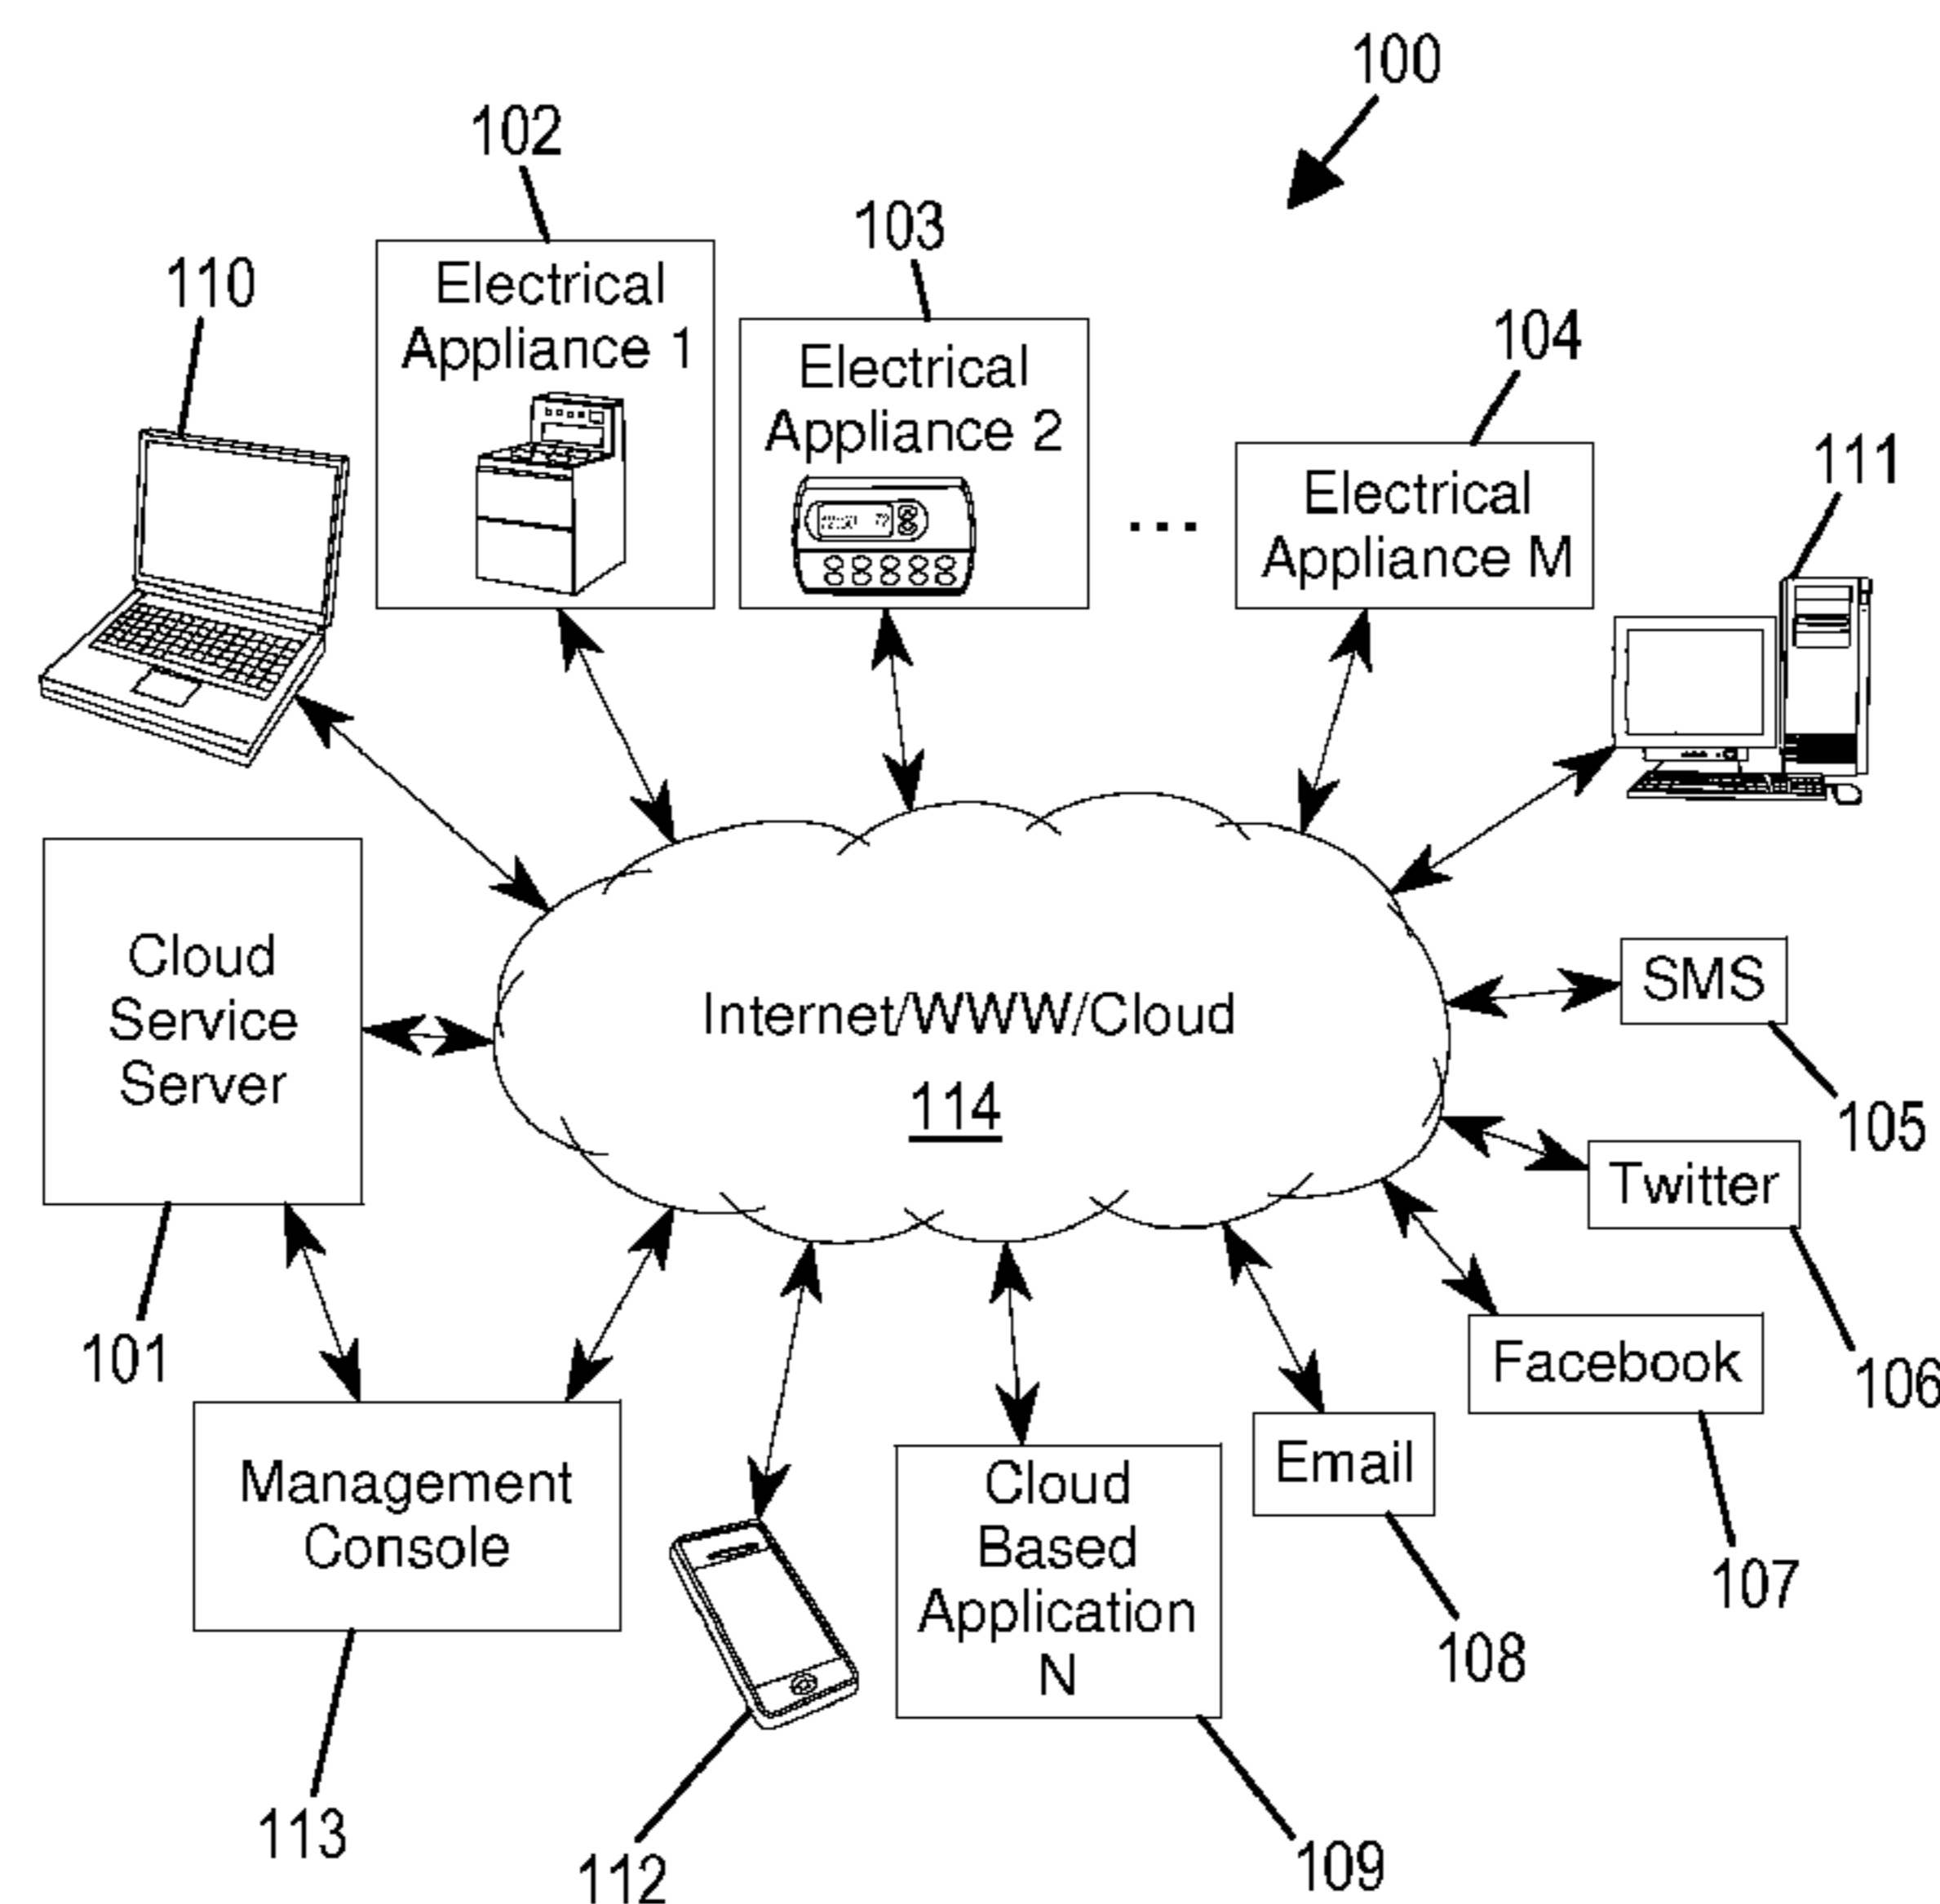 100
102
103
110
104
111
Electrical
Appliance 1
Electrical
Appliance 2
...
Electrical
Appliance M
Cloud
Service
Server
Internet/WWW/Cloud
114
SMS
105
Twitter
106
Facebook
107
Email
108
101
Management
Console
113
112
Cloud
Based
Application
N
109